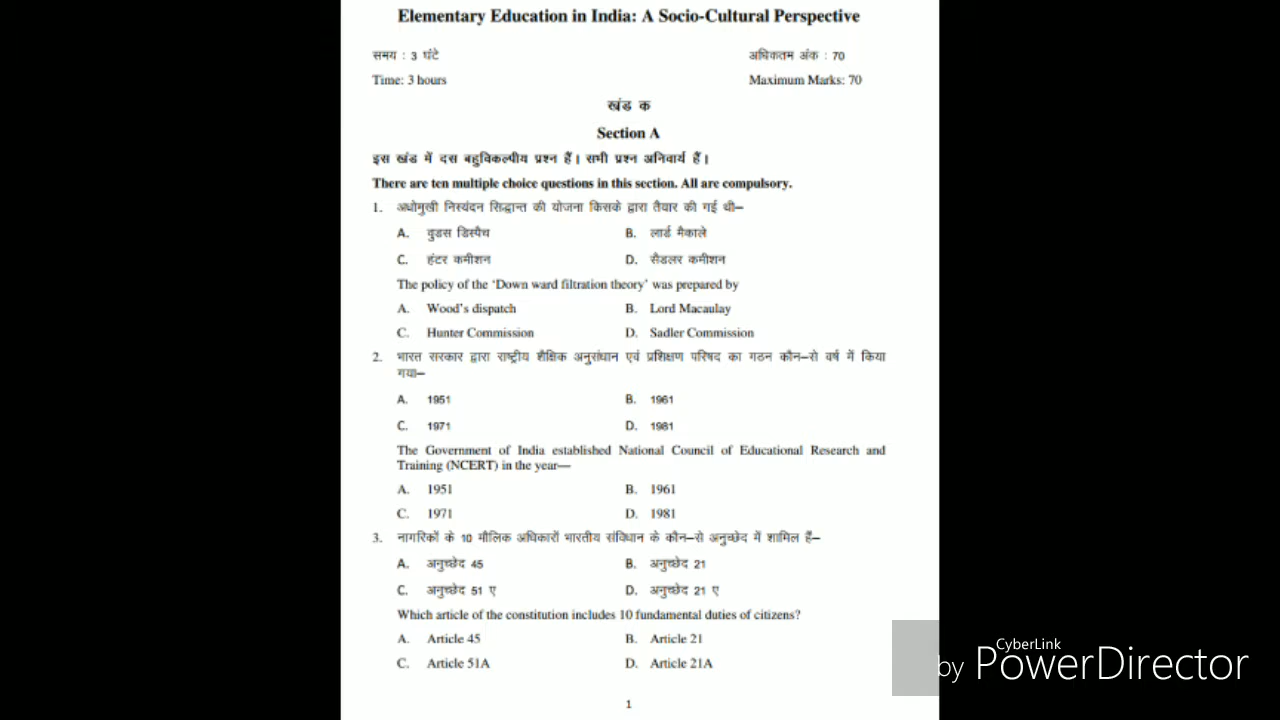 Elementary Education in India: A Socio-Cultural Perspective
समय : 3 घंटे अधिकतम अंक : 70
Time: 3 hours Maximum Marks: 70
खंड क
Section A
इस खंड में दस बहुविकल्पीय प्रश्न हैं। सभी प्रश्न अनिवार्य हैं।
There are ten multiple choice questions in this section. All are compulsory.
1. अधोमुखी निस्यंदन सिद्धान्त की योजना किसके द्वारा तैयार की गई थी–
A. वुडस डिस्पैच B. लार्ड मैकाले
C. हंटर कमीशन D. सैडलर कमीशन
The policy of the ‘Down ward filtration theory’ was prepared by
A. Wood’s dispatch B. Lord Macaulay
C. Hunter Commission D. Sadler Commission
2. भारत सरकार द्वारा राष्ट्रीय शैक्षिक अनुसंधान एवं प्रशिक्षण परिषद का गठन कौन–से वर्ष में किया
गया–
A. 1951 B. 1961
C. 1971 D. 1981
The Government of India established National Council of Educational Research and
Training (NCERT) in the year—
A. 1951 B. 1961
C. 1971 D. 1981
3. नागरिकों के 10 मौलिक अधिकारों भारतीय संविधान के कौन–से अनुच्छेद में शामिल हैं–
A. अनुच्छेद 45 B. अनुच्छेद 21
C. अनुच्छेद 51 ए D. अनुच्छेद 21 ए
Which article of the constitution includes 10 fundamental duties of citizens?
A. Article 45 B. Article 21
C. Article 51A D. Article 21A
1
CyberLink
by PowerDirector